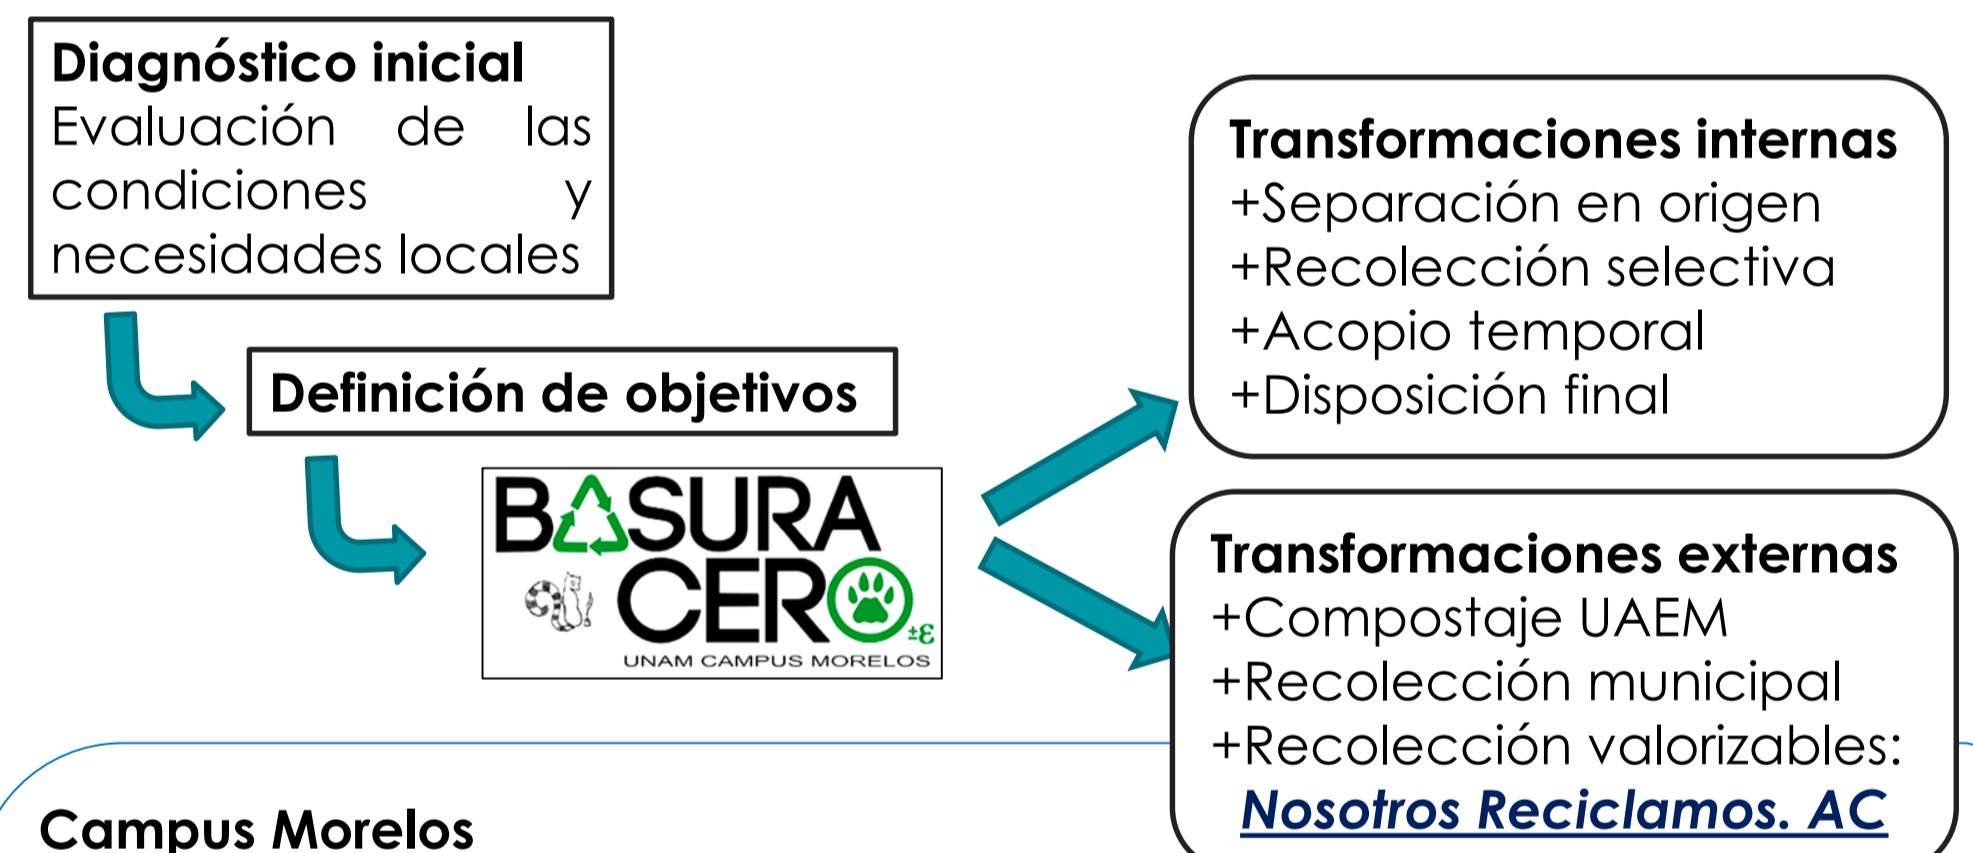 Diagnóstico inicial
Evaluación de las
condiciones y
necesidades locales
Definición de objetivos
BASURA
CERO
±ε
UNAM CAMPUS MORELOS
Transformaciones internas
+Separación en origen
+Recolección selectiva
+Acopio temporal
+Disposición final
Transformaciones externas
+Compostaje UAEM
+Recolección municipal
+Recolección valorizables:
Nosotros Reciclamos. AC
Campus Morelos